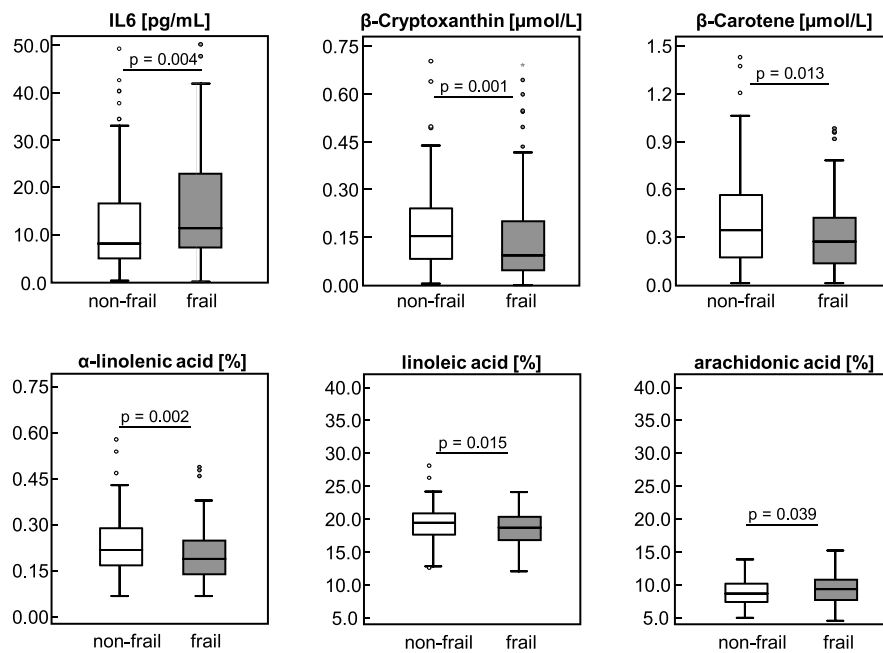 IL6 [pg/mL]
50.0
40.0
30.0
20.0
10.0
0.0
p = 0.004
non-frail frail
β-Cryptoxanthin [µmol/L]
0.75
0.60
0.45
0.30
0.15
0.00
p = 0.001
non-frail frail
β-Carotene [µmol/L]
1.5
1.2
0.9
0.6
0.3
0.0
p = 0.013
non-frail frail
α-linolenic acid [%]
0.75
0.60
0.45
0.30
0.15
0.00
p = 0.002
non-frail frail
linoleic acid [%]
40.0
35.0
30.0
25.0
20.0
15.0
10.0
5.0
p = 0.015
non-frail frail
arachidonic acid [%]
40.0
35.0
30.0
25.0
20.0
15.0
10.0
5.0
p = 0.039
non-frail frail